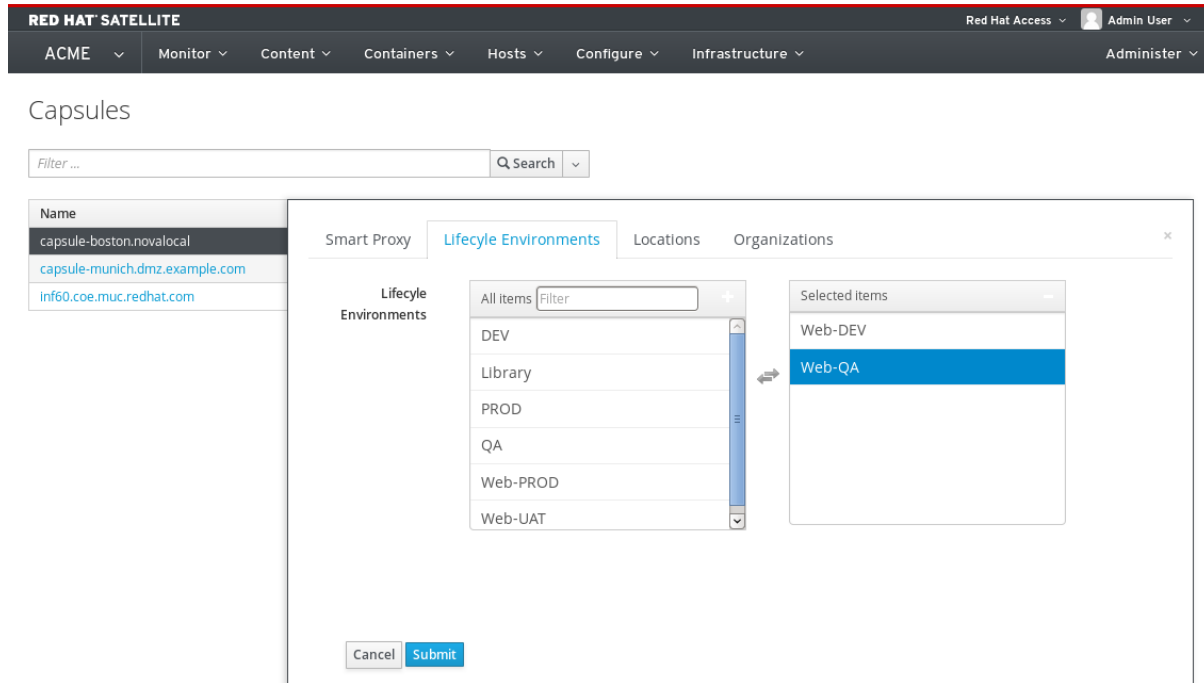 RED HAT SATELLITE Red Hat Access Admin User
ACME Monitor Content Containers Hosts Configure Infrastructure Administer
Capsules
Filter ... Search
Name
capsule-boston.novalocal
capsule-munich.dmz.example.com
inf60.coe.muc.redhat.com
Smart Proxy Lifecyle Environments Locations Organizations ×
Lifecyle
Environments
All items Filter +
DEV
Library
PROD
QA
Web-PROD
Web-UAT
Selected items −
Web-DEV
Web-QA
Cancel Submit